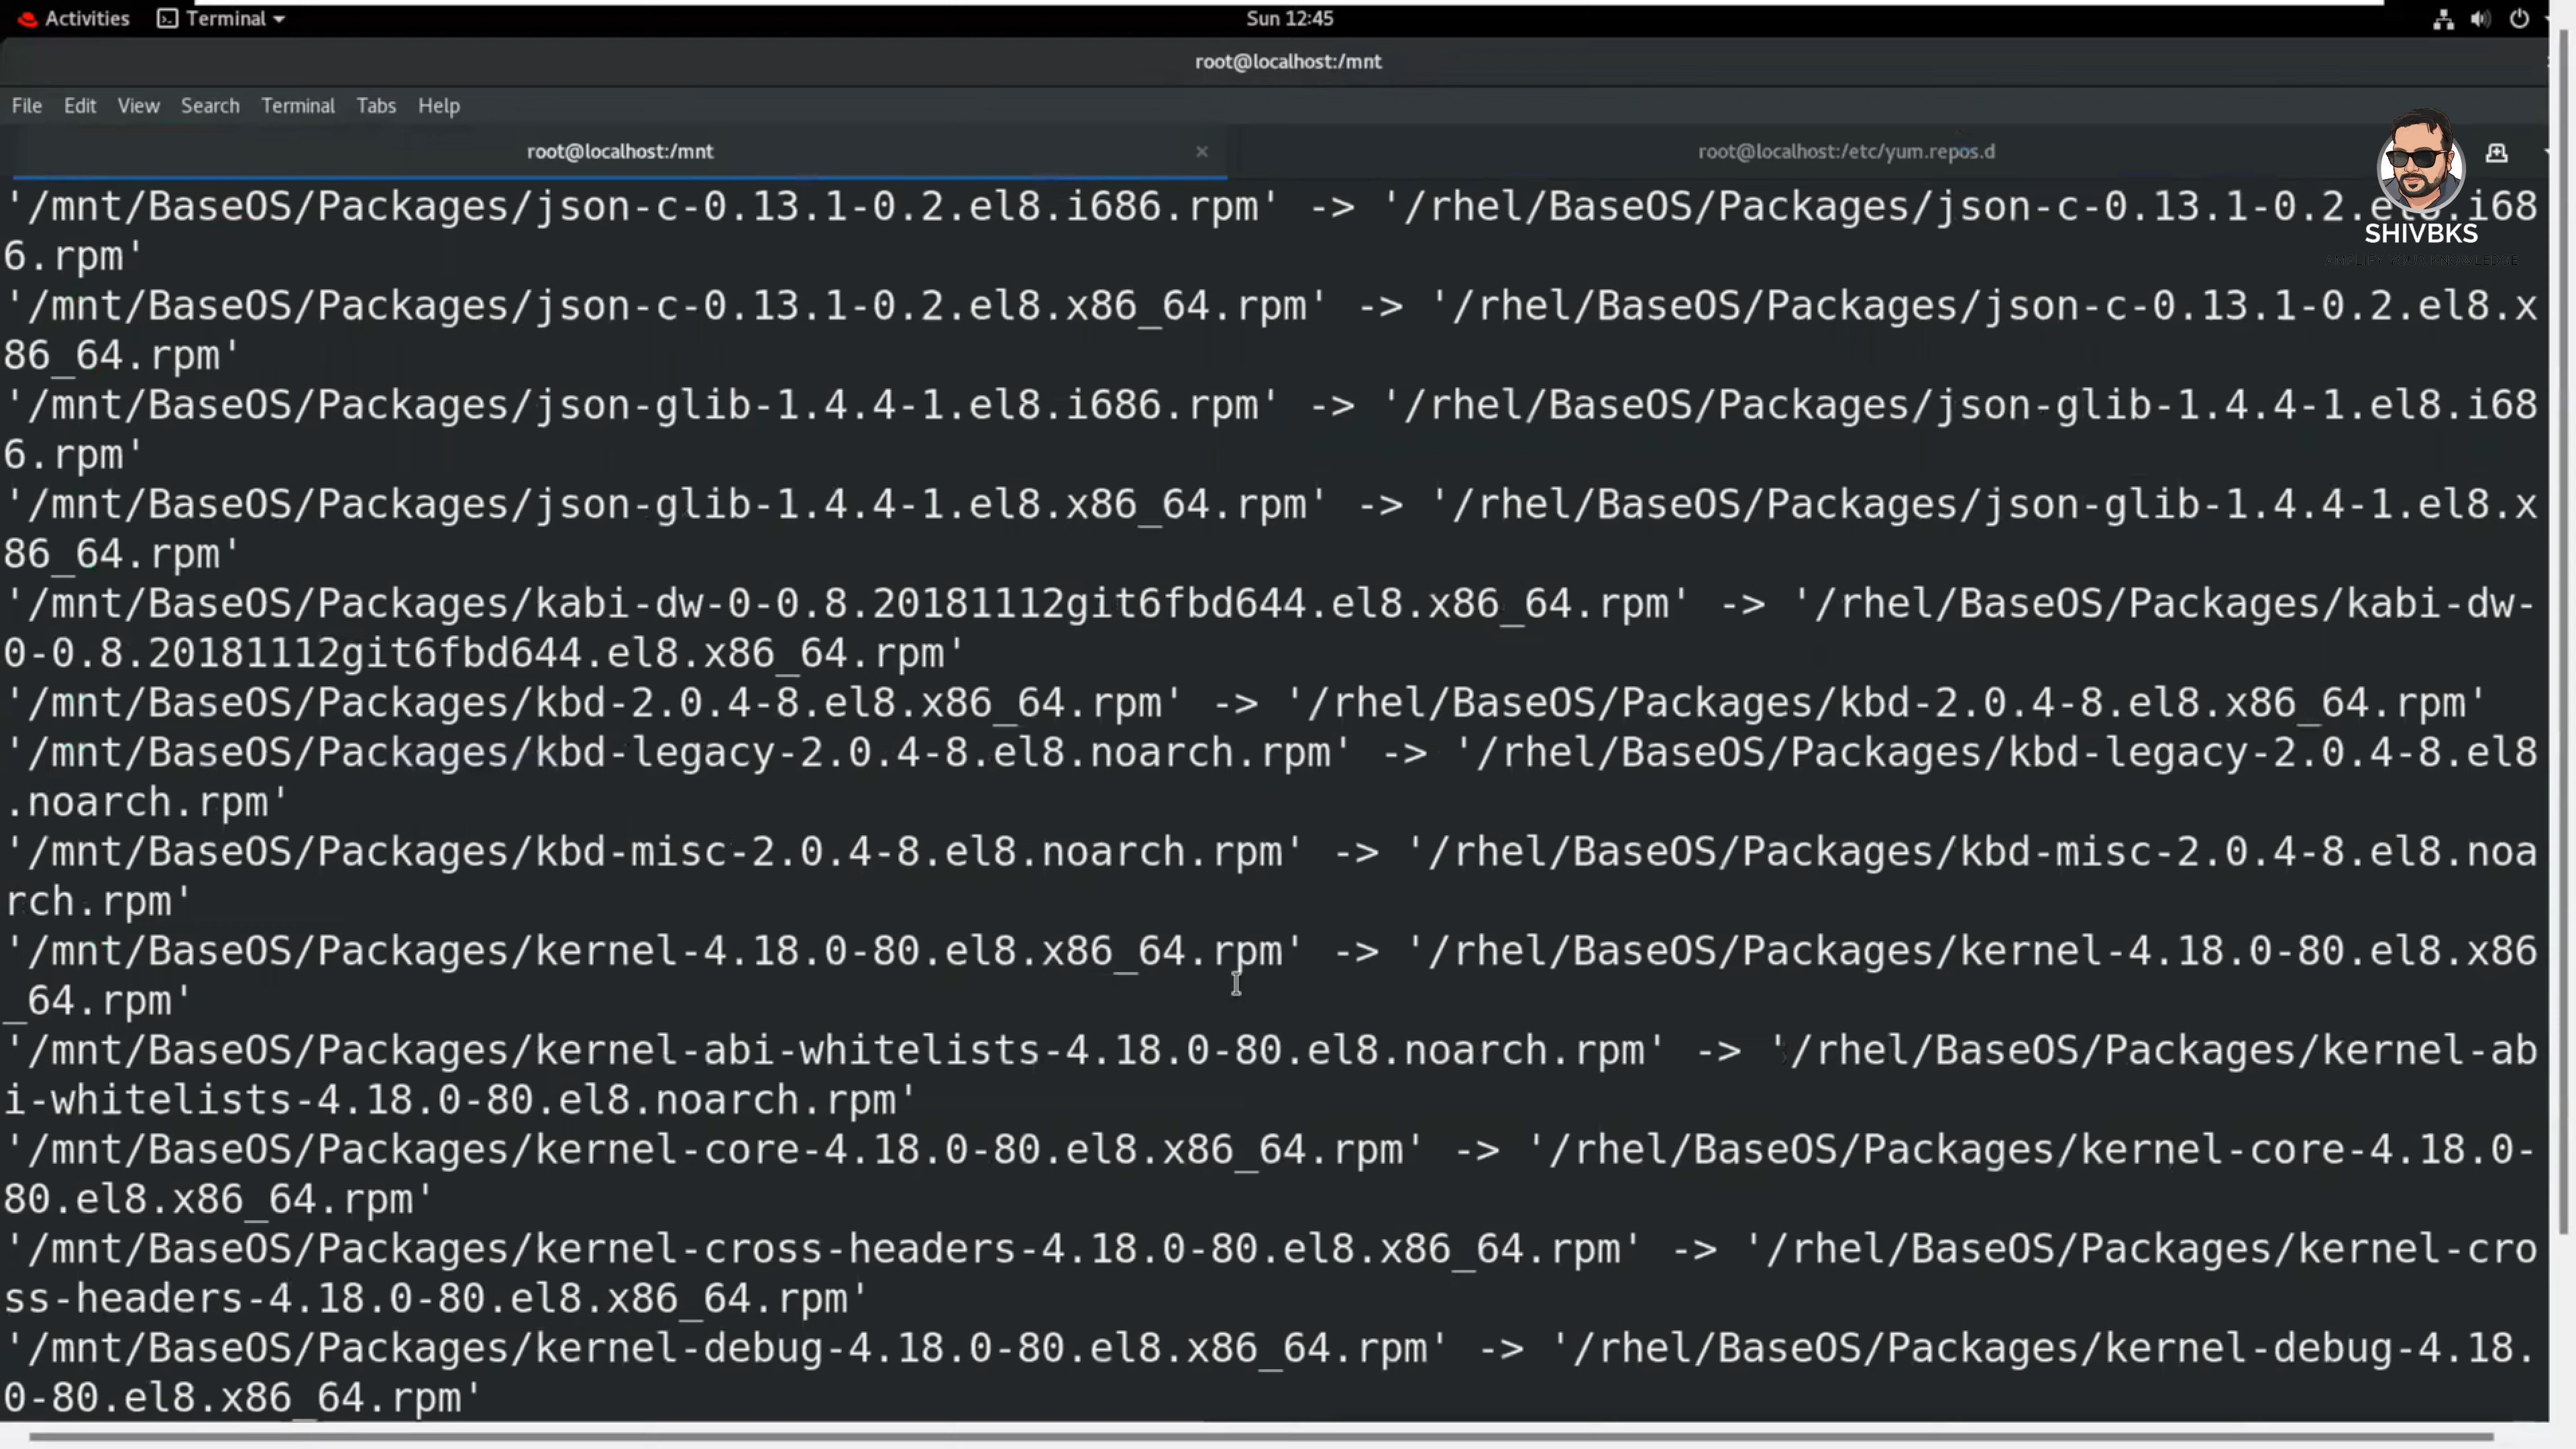 Activities Terminal Sun 12:45
root@localhost:/mnt
File Edit View Search Terminal Tabs Help
root@localhost:/mnt × root@localhost:/etc/yum.repos.d
'/mnt/BaseOS/Packages/json-c-0.13.1-0.2.el8.i686.rpm' -> '/rhel/BaseOS/Packages/json-c-0.13.1-0.2.el8.i68
6.rpm'
SHIVBKS
AMPLIFY YOUR KNOWLEDGE
'/mnt/BaseOS/Packages/json-c-0.13.1-0.2.el8.x86_64.rpm' -> '/rhel/BaseOS/Packages/json-c-0.13.1-0.2.el8.x
86_64.rpm'
'/mnt/BaseOS/Packages/json-glib-1.4.4-1.el8.i686.rpm' -> '/rhel/BaseOS/Packages/json-glib-1.4.4-1.el8.i68
6.rpm'
'/mnt/BaseOS/Packages/json-glib-1.4.4-1.el8.x86_64.rpm' -> '/rhel/BaseOS/Packages/json-glib-1.4.4-1.el8.x
86_64.rpm'
'/mnt/BaseOS/Packages/kabi-dw-0-0.8.20181112git6fbd644.el8.x86_64.rpm' -> '/rhel/BaseOS/Packages/kabi-dw-
0-0.8.20181112git6fbd644.el8.x86_64.rpm'
'/mnt/BaseOS/Packages/kbd-2.0.4-8.el8.x86_64.rpm' -> '/rhel/BaseOS/Packages/kbd-2.0.4-8.el8.x86_64.rpm'
'/mnt/BaseOS/Packages/kbd-legacy-2.0.4-8.el8.noarch.rpm' -> '/rhel/BaseOS/Packages/kbd-legacy-2.0.4-8.el8
.noarch.rpm'
'/mnt/BaseOS/Packages/kbd-misc-2.0.4-8.el8.noarch.rpm' -> '/rhel/BaseOS/Packages/kbd-misc-2.0.4-8.el8.noa
rch.rpm'
'/mnt/BaseOS/Packages/kernel-4.18.0-80.el8.x86_64.rpm' -> '/rhel/BaseOS/Packages/kernel-4.18.0-80.el8.x86
_64.rpm'
'/mnt/BaseOS/Packages/kernel-abi-whitelists-4.18.0-80.el8.noarch.rpm' -> '/rhel/BaseOS/Packages/kernel-ab
i-whitelists-4.18.0-80.el8.noarch.rpm'
'/mnt/BaseOS/Packages/kernel-core-4.18.0-80.el8.x86_64.rpm' -> '/rhel/BaseOS/Packages/kernel-core-4.18.0-
80.el8.x86_64.rpm'
'/mnt/BaseOS/Packages/kernel-cross-headers-4.18.0-80.el8.x86_64.rpm' -> '/rhel/BaseOS/Packages/kernel-cro
ss-headers-4.18.0-80.el8.x86_64.rpm'
'/mnt/BaseOS/Packages/kernel-debug-4.18.0-80.el8.x86_64.rpm' -> '/rhel/BaseOS/Packages/kernel-debug-4.18.
0-80.el8.x86_64.rpm'